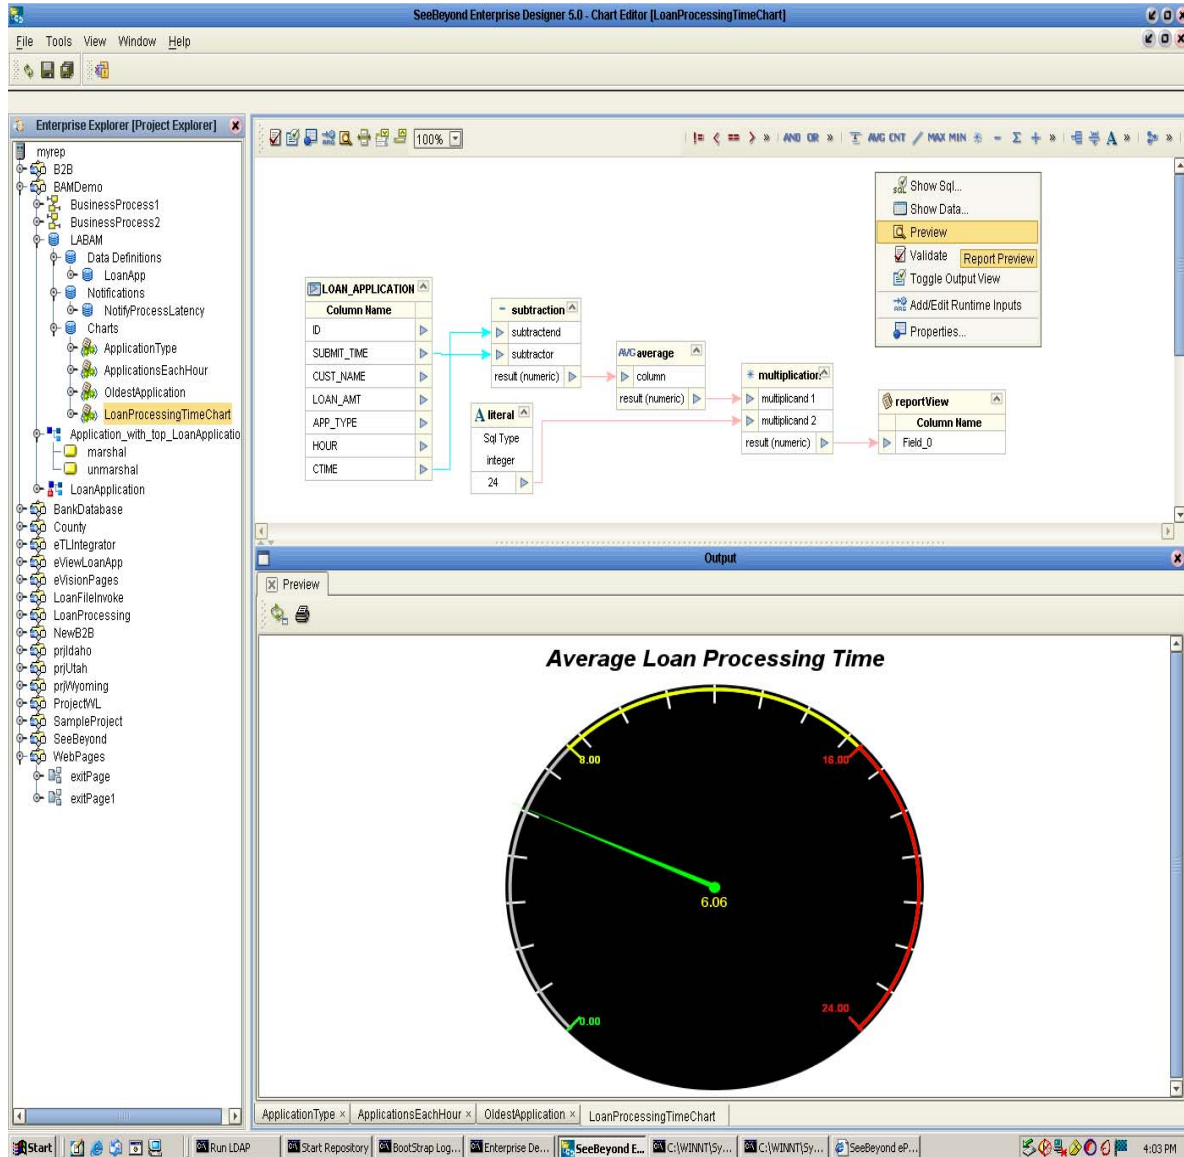 SeeBeyond Enterprise Designer 5.0 - Chart Editor [LoanProcessingTimeChart]
File Tools View Window Help
Enterprise Explorer [Project Explorer]
myrep
B2B
BAMDemo
BusinessProcess1
BusinessProcess2
LABAM
Data Definitions
LoanApp
Notifications
NotifyProcessLatency
Charts
ApplicationType
ApplicationsEachHour
OldestApplication
LoanProcessingTimeChart
Application_with_top_LoanApplicatio
marshal
unmarshal
LoanApplication
BankDatabase
County
eTLIntegrator
eViewLoanApp
eVisionPages
LoanFileInvoke
LoanProcessing
NewB2B
prjIdaho
prjUtah
prjWyoming
ProjectWL
SampleProject
SeeBeyond
WebPages
exitPage
exitPage1
100%
!= < == > » AND OR » AVG CNT / MAX MIN * - Σ + » A » »
Show Sql...
Show Data...
Preview
Validate
Report Preview
Toggle Output View
Add/Edit Runtime Inputs
Properties...
LOAN_APPLICATION
Column Name
ID
SUBMIT_TIME
CUST_NAME
LOAN_AMT
APP_TYPE
HOUR
CTIME
- subtraction
subtractend
subtractor
result (numeric)
A literal
Sql Type
integer
24
AVG average
column
result (numeric)
* multiplication
multiplicand 1
multiplicand 2
result (numeric)
reportView
Column Name
Field_0
Output
Preview
Average Loan Processing Time
8.00
16.00
6.06
0.00
24.00
ApplicationType × ApplicationsEachHour × OldestApplication × LoanProcessingTimeChart
Start Run LDAP Start Repository BootStrap Log... Enterprise De... SeeBeyond E... C:\WINNT\Sy... C:\WINNT\Sy... SeeBeyond eP... 4:03 PM